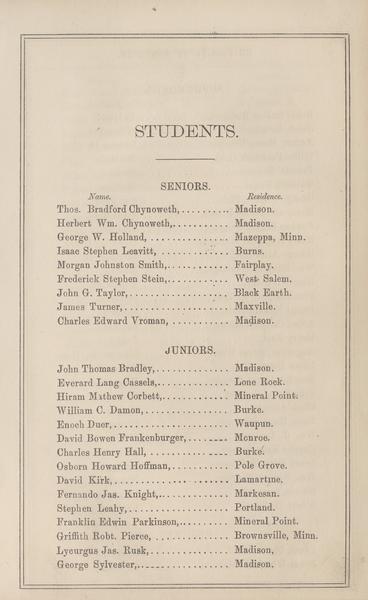 STUDENTS.
SENIORS.
Name. Residence.
Thos. Bradford Chynoweth,.......... Madison.
Herbert Wm. Chynoweth,........... Madison.
George W. Holland, ............... Mazeppa, Minn.
Isaac Stephen Leavitt, ............. Burns.
Morgan Johnston Smith,............ Fairplay.
Frederick Stephen Stein,............ West Salem.
John G. Taylor,.................... Black Earth.
James Turner,..................... Maxville.
Charles Edward Vroman, ........... Madison.
JUNIORS.
John Thomas Bradley,.............. Madison.
Everard Lang Cassels,.............. Lone Rock.
Hiram Mathew Corbett,............. Mineral Point.
William C. Damon,................ Burke.
Enoch Duer,...................... Waupun.
David Bowen Frankenburger,........ Monroe.
Charles Henry Hall, ............... Burke.
Osborn Howard Hoffman,........... Pole Grove.
David Kirk,....................... Lamartine.
Fernando Jas. Knight,.............. Markesan.
Stephen Leahy,.................... Portland.
Franklin Edwin Parkinson,.......... Mineral Point.
Griffith Robt. Pierce, ............... Brownsville, Minn.
Lycurgus Jas. Rusk,................ Madison,
George Sylvester,.................. Madison.